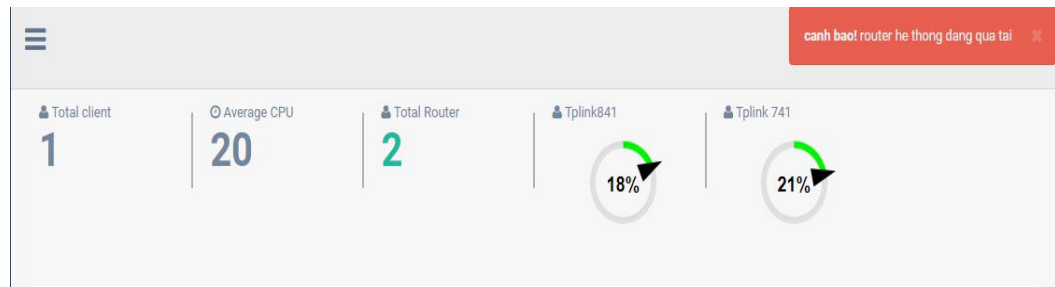 canh bao! router he thong dang qua tai
Total client
1
Average CPU
20
Total Router
2
Tplink841
18%
Tplink 741
21%